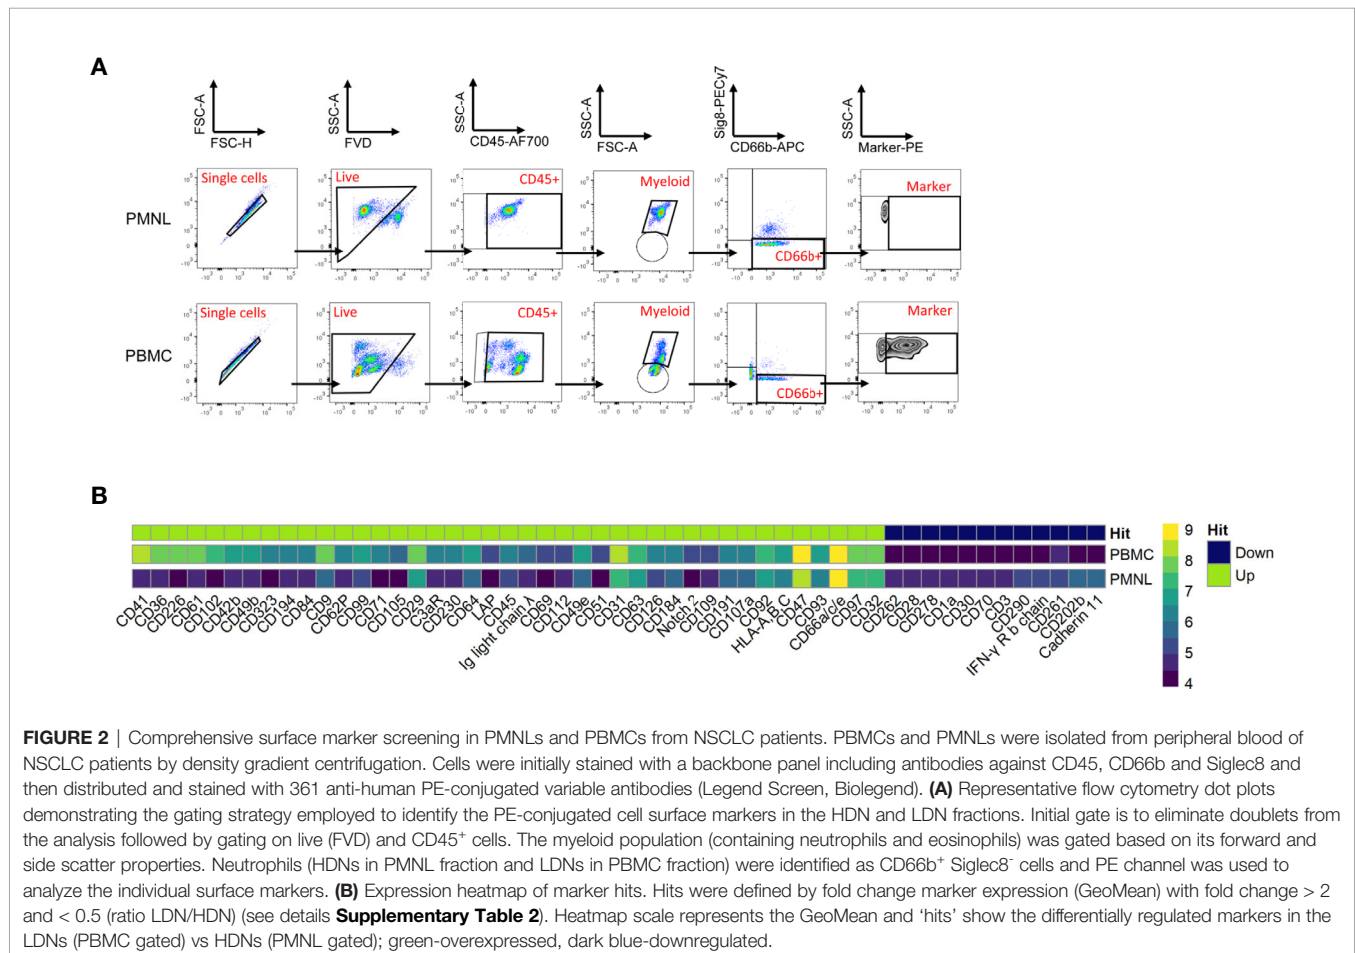 A
FSC-A
FSC-H
SSC-A
FVD
SSC-A
CD45-AF700
SSC-A
FSC-A
Sig8-PECy7
CD66b-APC
SSC-A
Marker-PE
PMNL
Single cells
Live
CD45+
Myeloid
CD66b+
Marker
PBMC
Single cells
Live
CD45+
Myeloid
CD66b+
Marker
B
Hit
PBMC
PMNL
CD41
CD36
CD226
CD61
CD102
CD42b
CD49b
CD323
CD194
CD84
CD9
CD62P
CD99
CD71
CD105
CD29
C5aR
CD230
CD64
LAP
CD45
Ig light chain λ
CD69
CD112
CD49e
CD51
CD31
CD63
CD126
CD184
Notch 2
CD109
CD191
CD107a
CD92
HLA-A,B,C
CD47
CD93
CD66a/c/e
CD97
CD32
CD262
CD28
CD278
CD1a
CD30
CD70
CD3
CD290
IFN-γ R b chain
CD261
CD202b
Cadherin 11
9
8
7
6
5
4
Hit
Down
Up
FIGURE 2 | Comprehensive surface marker screening in PMNLs and PBMCs from NSCLC patients. PBMCs and PMNLs were isolated from peripheral blood of
NSCLC patients by density gradient centrifugation. Cells were initially stained with a backbone panel including antibodies against CD45, CD66b and Siglec8 and
then distributed and stained with 361 anti-human PE-conjugated variable antibodies (Legend Screen, Biolegend). (A) Representative flow cytometry dot plots
demonstrating the gating strategy employed to identify the PE-conjugated cell surface markers in the HDN and LDN fractions. Initial gate is to eliminate doublets from
the analysis followed by gating on live (FVD) and CD45⁺ cells. The myeloid population (containing neutrophils and eosinophils) was gated based on its forward and
side scatter properties. Neutrophils (HDNs in PMNL fraction and LDNs in PBMC fraction) were identified as CD66b⁺ Siglec8⁻ cells and PE channel was used to
analyze the individual surface markers. (B) Expression heatmap of marker hits. Hits were defined by fold change marker expression (GeoMean) with fold change > 2
and < 0.5 (ratio LDN/HDN) (see details Supplementary Table 2). Heatmap scale represents the GeoMean and ‘hits’ show the differentially regulated markers in the
LDNs (PBMC gated) vs HDNs (PMNL gated); green-overexpressed, dark blue-downregulated.